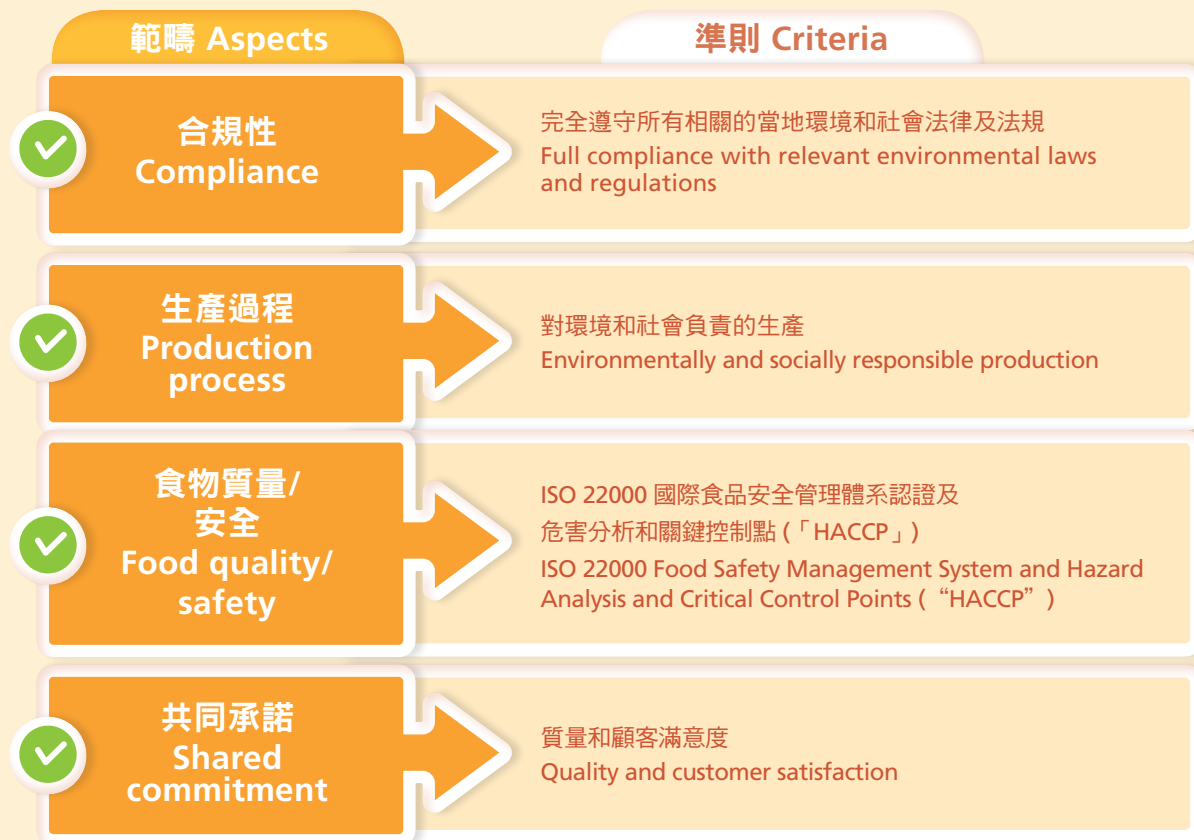 範疇 Aspects
準則 Criteria
合規性
Compliance
完全遵守所有相關的當地環境和社會法律及法規
Full compliance with relevant environmental laws
and regulations
生產過程
Production
process
對環境和社會負責的生產
Environmentally and socially responsible production
食物質量/
安全
Food quality/
safety
ISO 22000 國際食品安全管理體系認證及
危害分析和關鍵控制點 (「HACCP」)
ISO 22000 Food Safety Management System and Hazard
Analysis and Critical Control Points ( “HACCP” )
共同承諾
Shared
commitment
質量和顧客滿意度
Quality and customer satisfaction